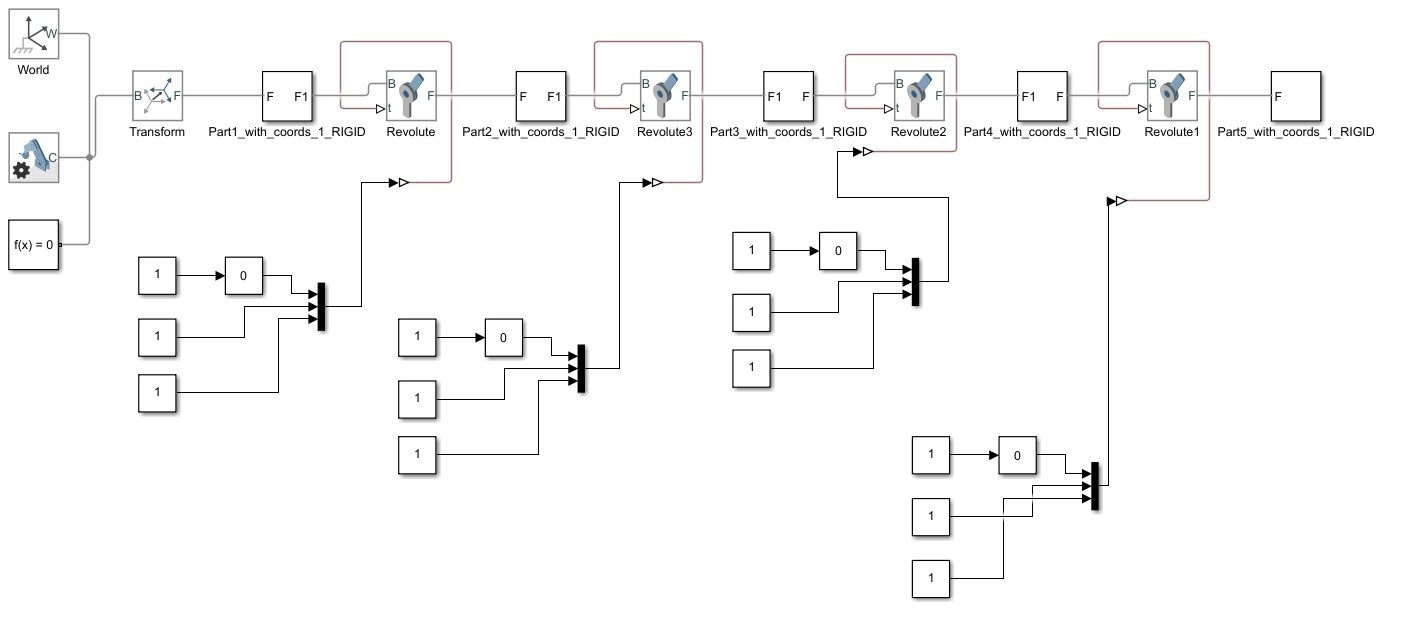 W
World
C
f(x) = 0
B F
Transform
F F1
Part1_with_coords_1_RIGID
B
t
F
Revolute
F F1
Part2_with_coords_1_RIGID
B
t
F
Revolute3
F1 F
Part3_with_coords_1_RIGID
B
t
F
Revolute2
F1 F
Part4_with_coords_1_RIGID
B
t
F
Revolute1
F
Part5_with_coords_1_RIGID
1 0
1
1
1 0
1
1
1 0
1
1
1 0
1
1